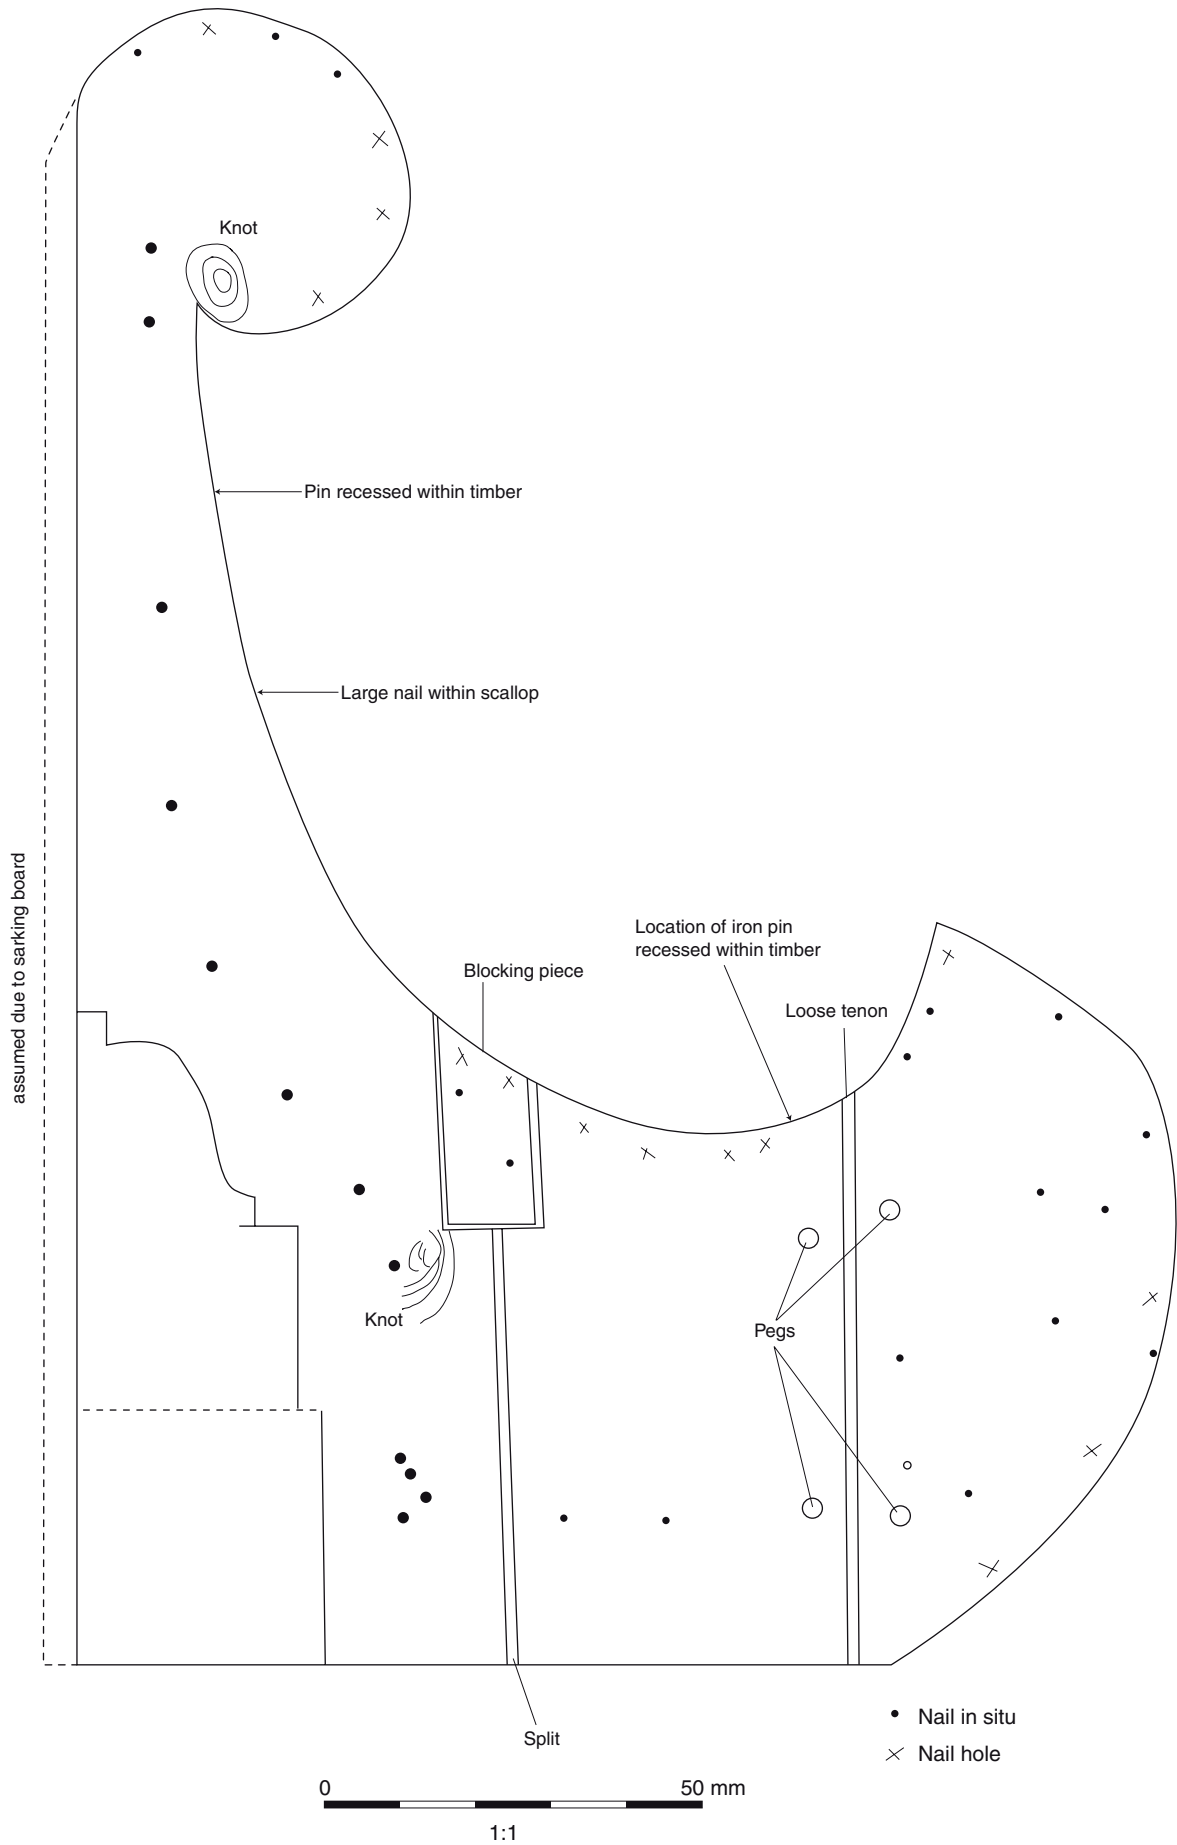 Knot
Pin recessed within timber
Large nail within scallop
assumed due to sarking board
Location of iron pin
recessed within timber
Blocking piece
Loose tenon
Knot
Pegs
Split
Nail in situ
Nail hole
0 50 mm
1:1